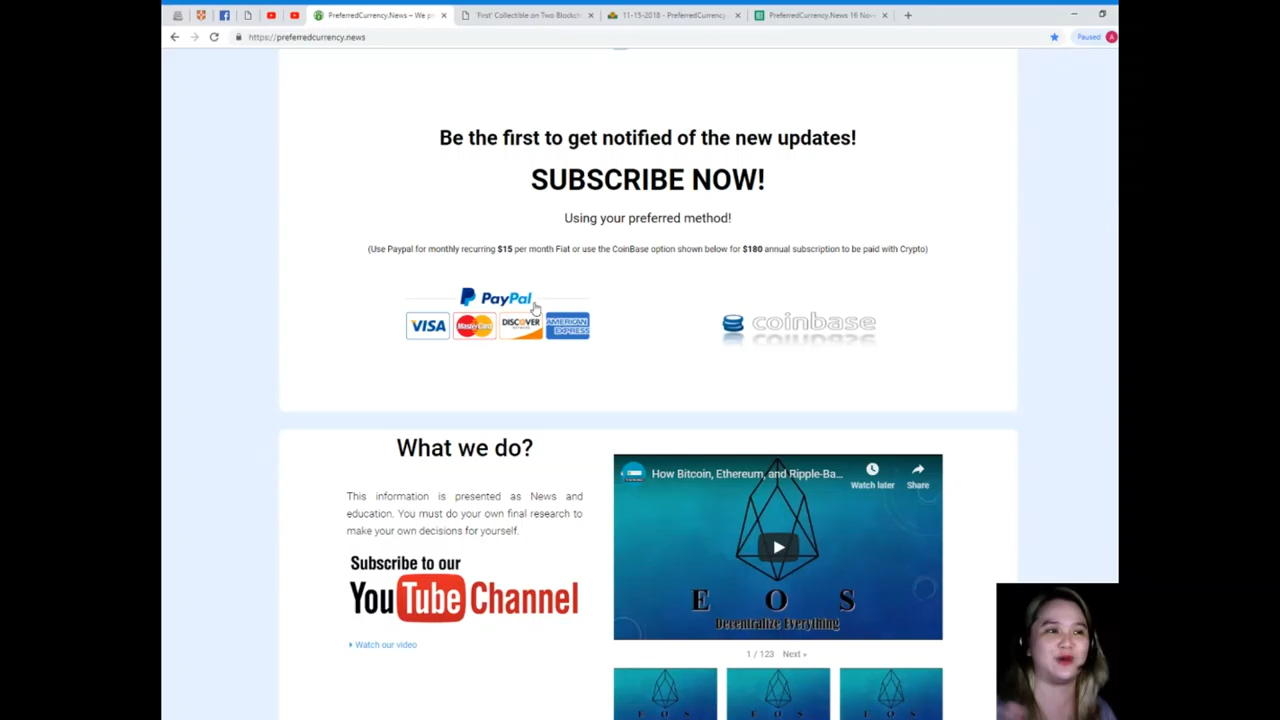 PreferredCurrency.News – We p
'First' Collectible on Two Blockch
11-15-2018 - PreferredCurrency
PreferredCurrency.News 16 Nov
https://preferredcurrency.news
Paused
A
Be the first to get notified of the new updates!
SUBSCRIBE NOW!
Using your preferred method!
(Use Paypal for monthly recurring $15 per month Fiat or use the CoinBase option shown below for $180 annual subscription to be paid with Crypto)
PayPal
VISA MasterCard DISCOVER AMERICAN EXPRESS
coinbase
What we do?
This information is presented as News and
education. You must do your own final research to
make your own decisions for yourself.
Subscribe to our
YouTube Channel
Watch our video
How Bitcoin, Ethereum, and Ripple-Ba...
Watch later
Share
E O S
Decentralize Everything
1 / 123 Next »
E O S
E O S
E O S